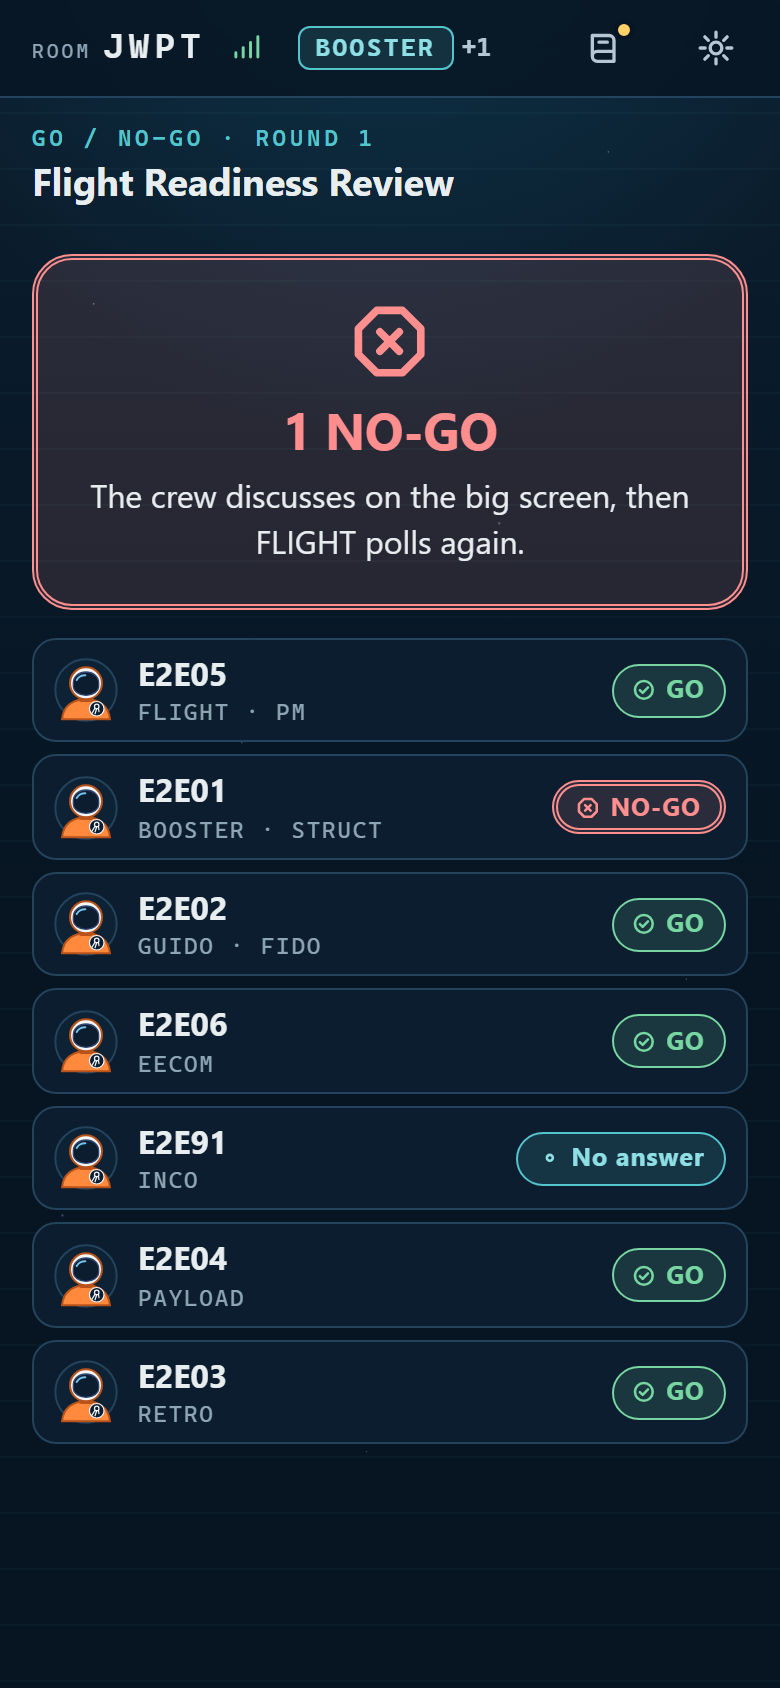 ROOM JWPT BOOSTER +1
GO / NO-GO · ROUND 1
Flight Readiness Review
1 NO-GO
The crew discusses on the big screen, then
FLIGHT polls again.
E2E05
FLIGHT · PM
GO
E2E01
BOOSTER · STRUCT
NO-GO
E2E02
GUIDO · FIDO
GO
E2E06
EECOM
GO
E2E91
INCO
No answer
E2E04
PAYLOAD
GO
E2E03
RETRO
GO